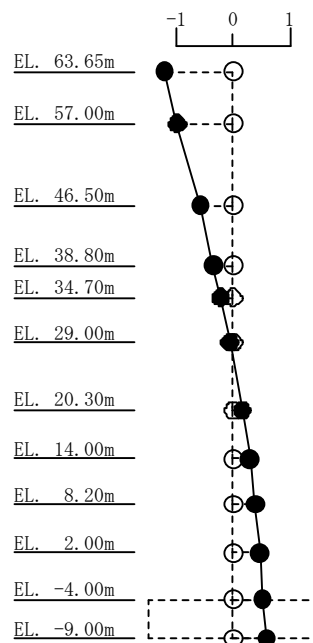 -1 0 1
EL. 63.65m
EL. 57.00m
EL. 46.50m
EL. 38.80m
EL. 34.70m
EL. 29.00m
EL. 20.30m
EL. 14.00m
EL. 8.20m
EL. 2.00m
EL. -4.00m
EL. -9.00m